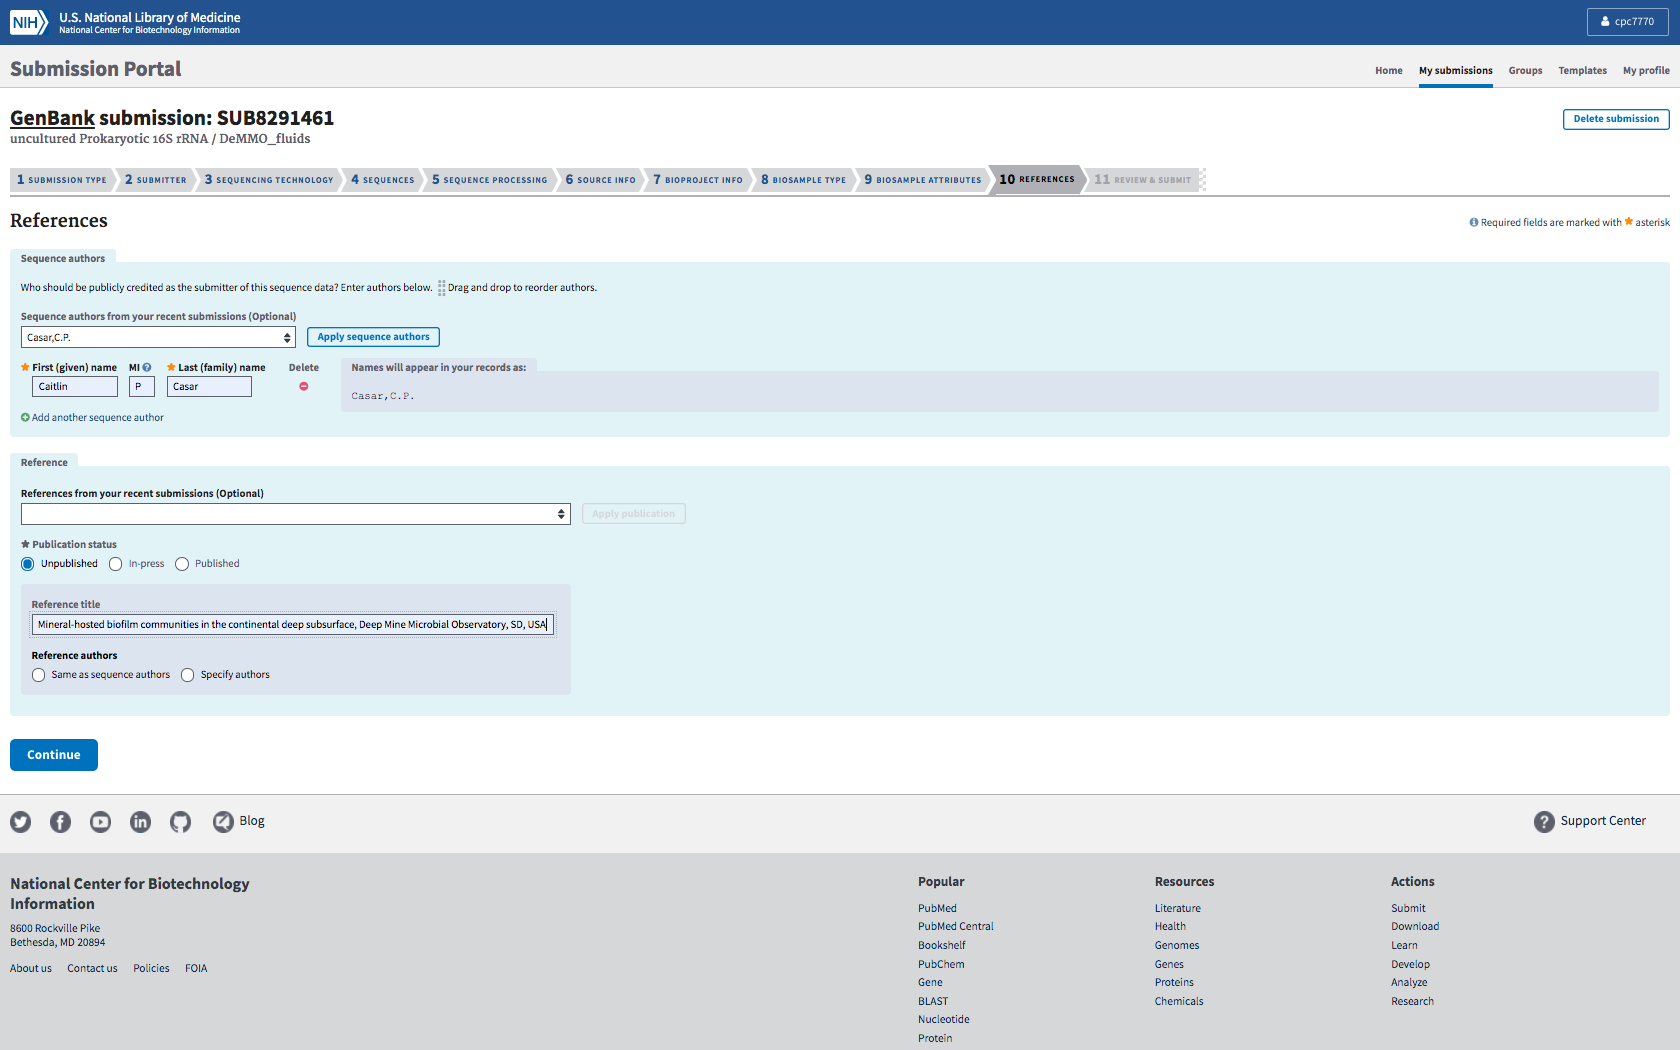 NIH U.S. National Library of Medicine
National Center for Biotechnology Information
cpc7770
Submission Portal
Home My submissions Groups Templates My profile
GenBank submission: SUB8291461
Delete submission
uncultured Prokaryotic 16S rRNA / DeMMO_fluids
1 SUBMISSION TYPE 2 SUBMITTER 3 SEQUENCING TECHNOLOGY 4 SEQUENCES 5 SEQUENCE PROCESSING 6 SOURCE INFO 7 BIOPROJECT INFO 8 BIOSAMPLE TYPE 9 BIOSAMPLE ATTRIBUTES 10 REFERENCES 11 REVIEW & SUBMIT
References
Required fields are marked with * asterisk
Sequence authors
Who should be publicly credited as the submitter of this sequence data? Enter authors below. Drag and drop to reorder authors.
Sequence authors from your recent submissions (Optional)
Casar,C.P. Apply sequence authors
* First (given) name MI ? * Last (family) name Delete Names will appear in your records as:
Caitlin P Casar
Casar,C.P.
Add another sequence author
Reference
References from your recent submissions (Optional)
Apply publication
* Publication status
Unpublished In-press Published
Reference title
Mineral-hosted biofilm communities in the continental deep subsurface, Deep Mine Microbial Observatory, SD, USA
Reference authors
Same as sequence authors Specify authors
Continue
Blog
? Support Center
National Center for Biotechnology
Information
8600 Rockville Pike
Bethesda, MD 20894
About us Contact us Policies FOIA
Popular
PubMed
PubMed Central
Bookshelf
PubChem
Gene
BLAST
Nucleotide
Protein
Resources
Literature
Health
Genomes
Genes
Proteins
Chemicals
Actions
Submit
Download
Learn
Develop
Analyze
Research